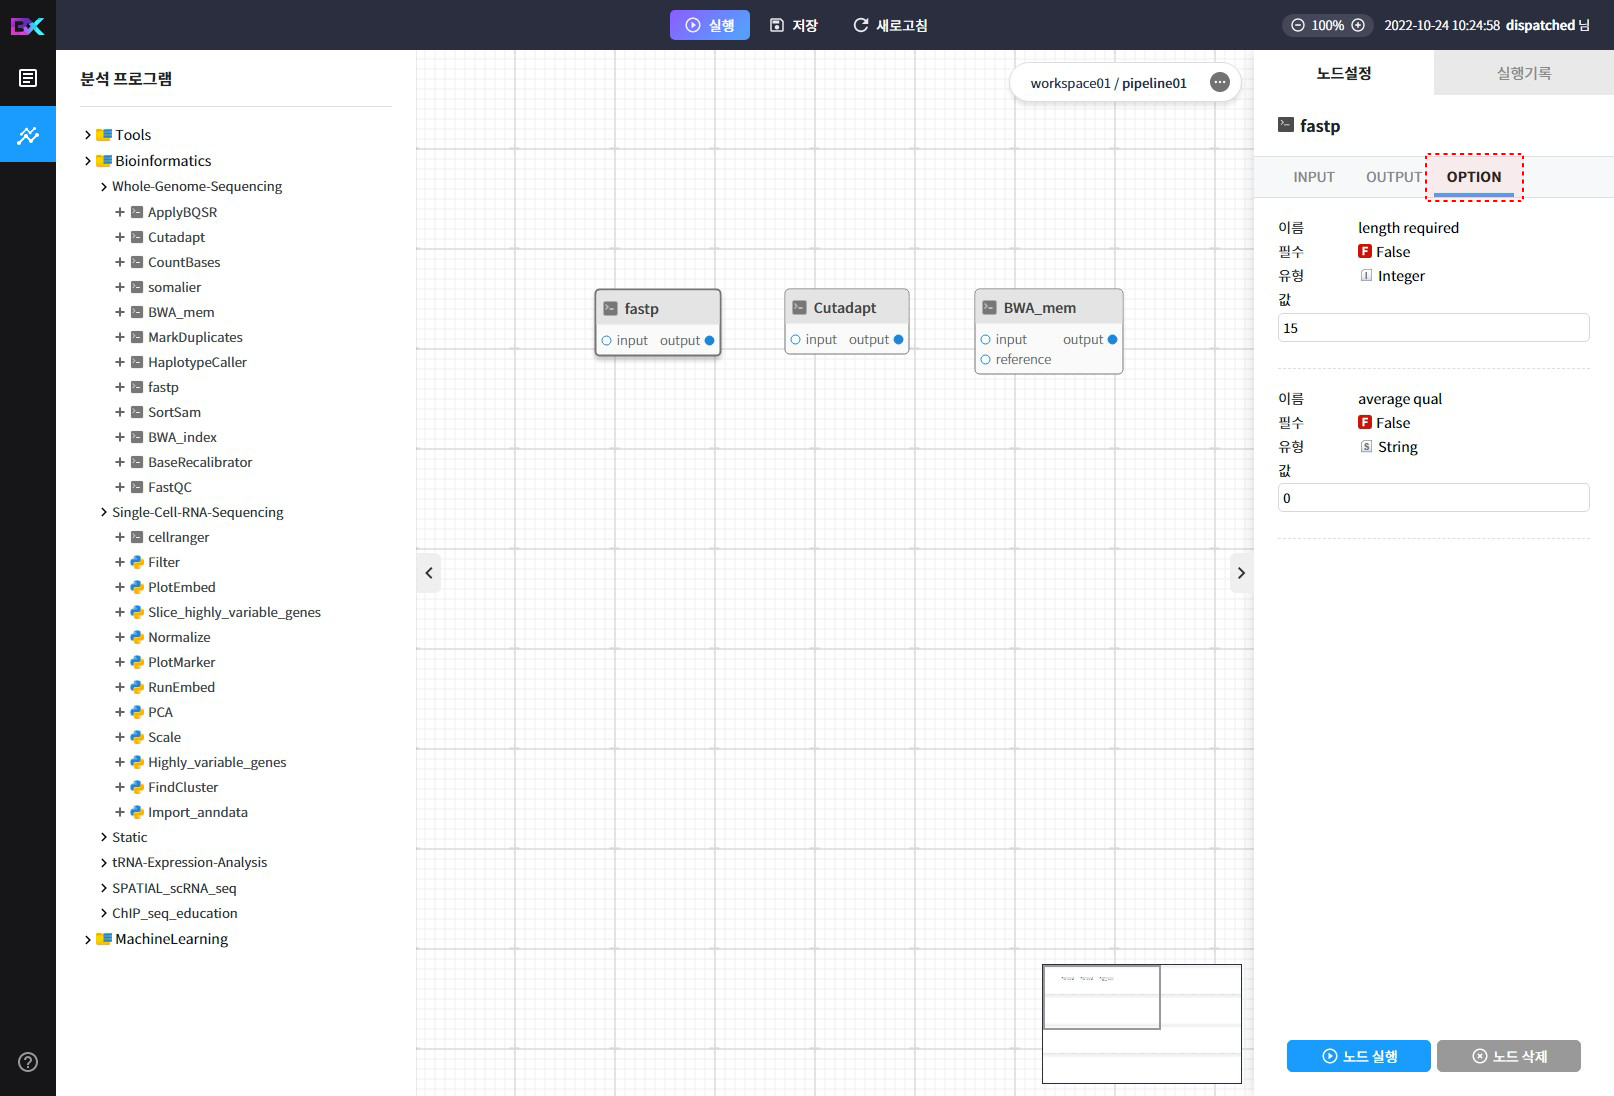 BX
실행
저장
새로고침
100%
2022-10-24 10:24:58 dispatched 님
분석 프로그램
Tools
Bioinformatics
Whole-Genome-Sequencing
ApplyBQSR
Cutadapt
CountBases
somalier
BWA_mem
MarkDuplicates
HaplotypeCaller
fastp
SortSam
BWA_index
BaseRecalibrator
FastQC
Single-Cell-RNA-Sequencing
cellranger
Filter
PlotEmbed
Slice_highly_variable_genes
Normalize
PlotMarker
RunEmbed
PCA
Scale
Highly_variable_genes
FindCluster
Import_anndata
Static
tRNA-Expression-Analysis
SPATIAL_scRNA_seq
ChIP_seq_education
MachineLearning
workspace01 / pipeline01
fastp
input output
Cutadapt
input output
BWA_mem
input output
reference
노드설정
실행기록
fastp
INPUT OUTPUT OPTION
이름 length required
필수 F False
유형 I Integer
값
15
이름 average qual
필수 F False
유형 S String
값
0
노드 실행
노드 삭제